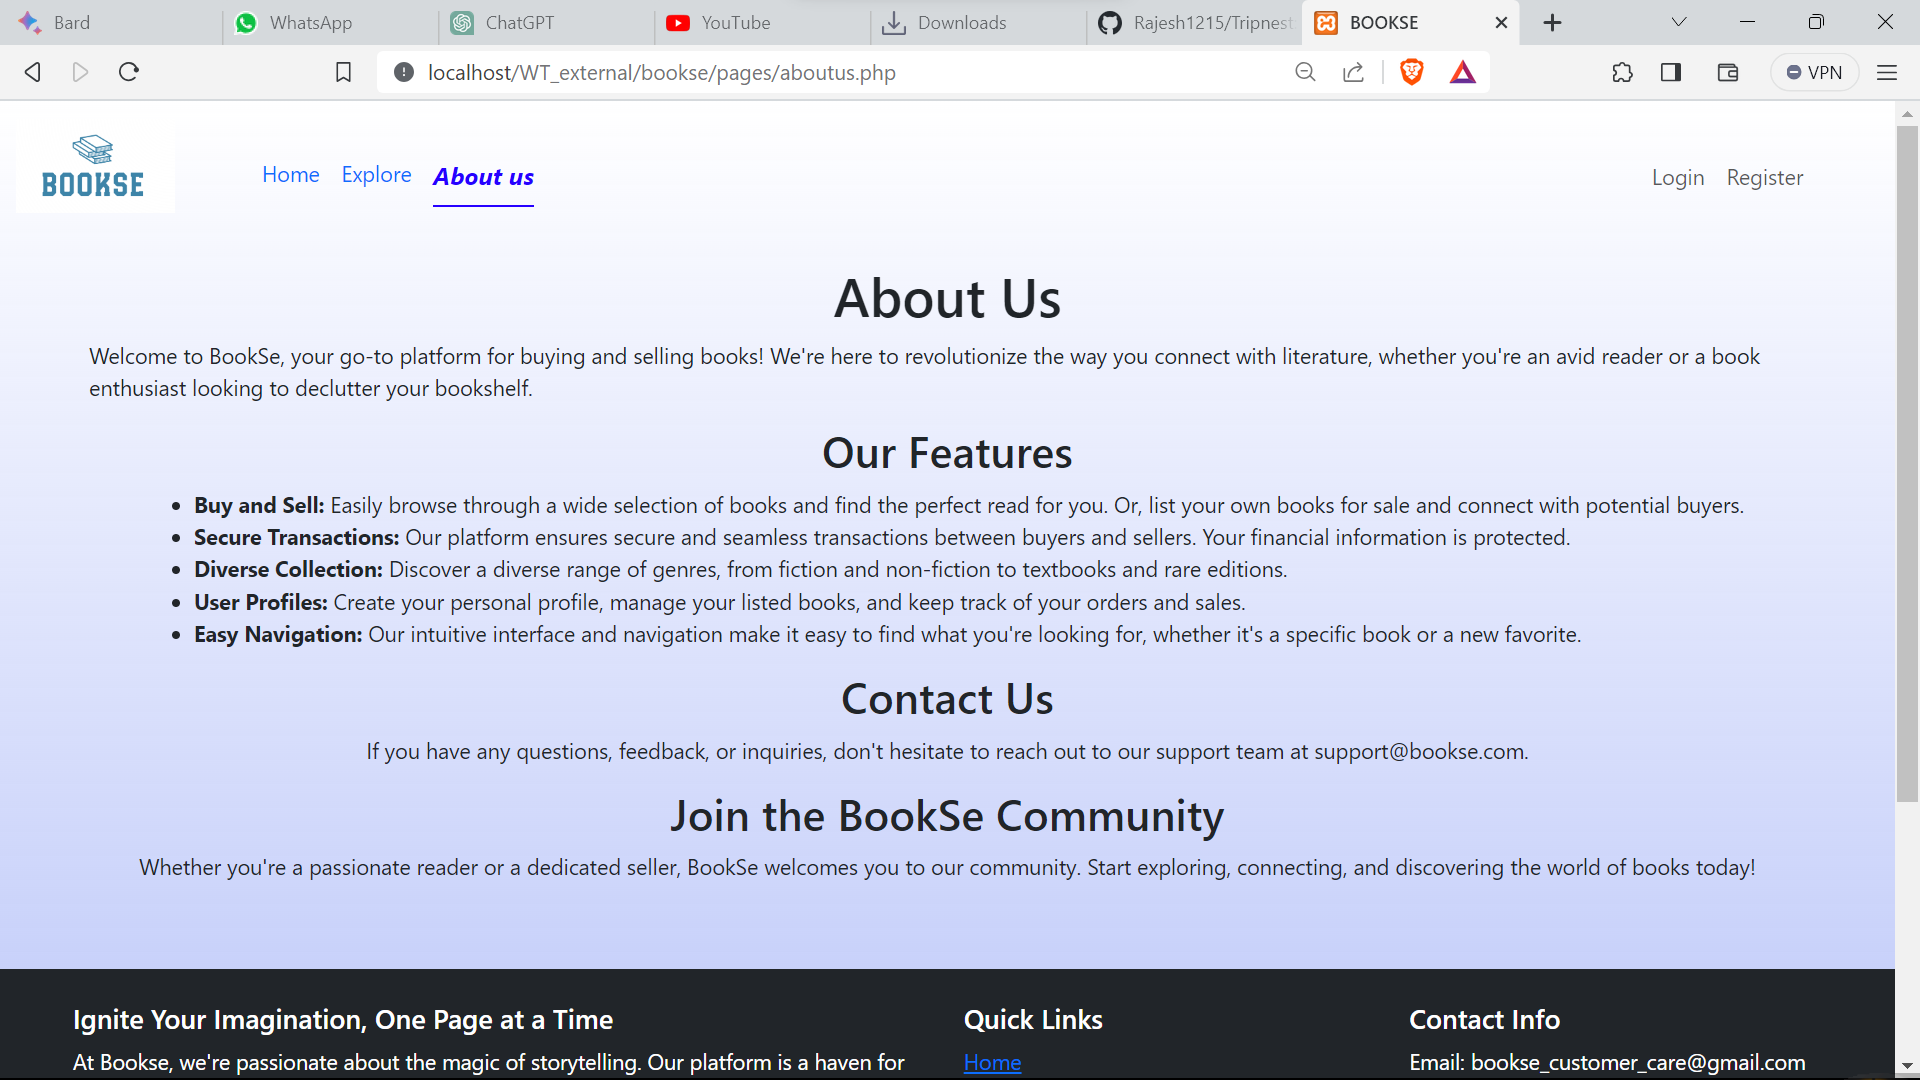 Bard
WhatsApp
ChatGPT
YouTube
Downloads
Rajesh1215/Tripnest
BOOKSE
localhost/WT_external/bookse/pages/aboutus.php
VPN
BOOKSE
Home
Explore
About us
Login
Register
About Us
Welcome to BookSe, your go-to platform for buying and selling books! We're here to revolutionize the way you connect with literature, whether you're an avid reader or a book
enthusiast looking to declutter your bookshelf.
Our Features
• Buy and Sell: Easily browse through a wide selection of books and find the perfect read for you. Or, list your own books for sale and connect with potential buyers.
• Secure Transactions: Our platform ensures secure and seamless transactions between buyers and sellers. Your financial information is protected.
• Diverse Collection: Discover a diverse range of genres, from fiction and non-fiction to textbooks and rare editions.
• User Profiles: Create your personal profile, manage your listed books, and keep track of your orders and sales.
• Easy Navigation: Our intuitive interface and navigation make it easy to find what you're looking for, whether it's a specific book or a new favorite.
Contact Us
If you have any questions, feedback, or inquiries, don't hesitate to reach out to our support team at support@bookse.com.
Join the BookSe Community
Whether you're a passionate reader or a dedicated seller, BookSe welcomes you to our community. Start exploring, connecting, and discovering the world of books today!
Ignite Your Imagination, One Page at a Time
At Bookse, we're passionate about the magic of storytelling. Our platform is a haven for
Quick Links
Home
Contact Info
Email: bookse_customer_care@gmail.com